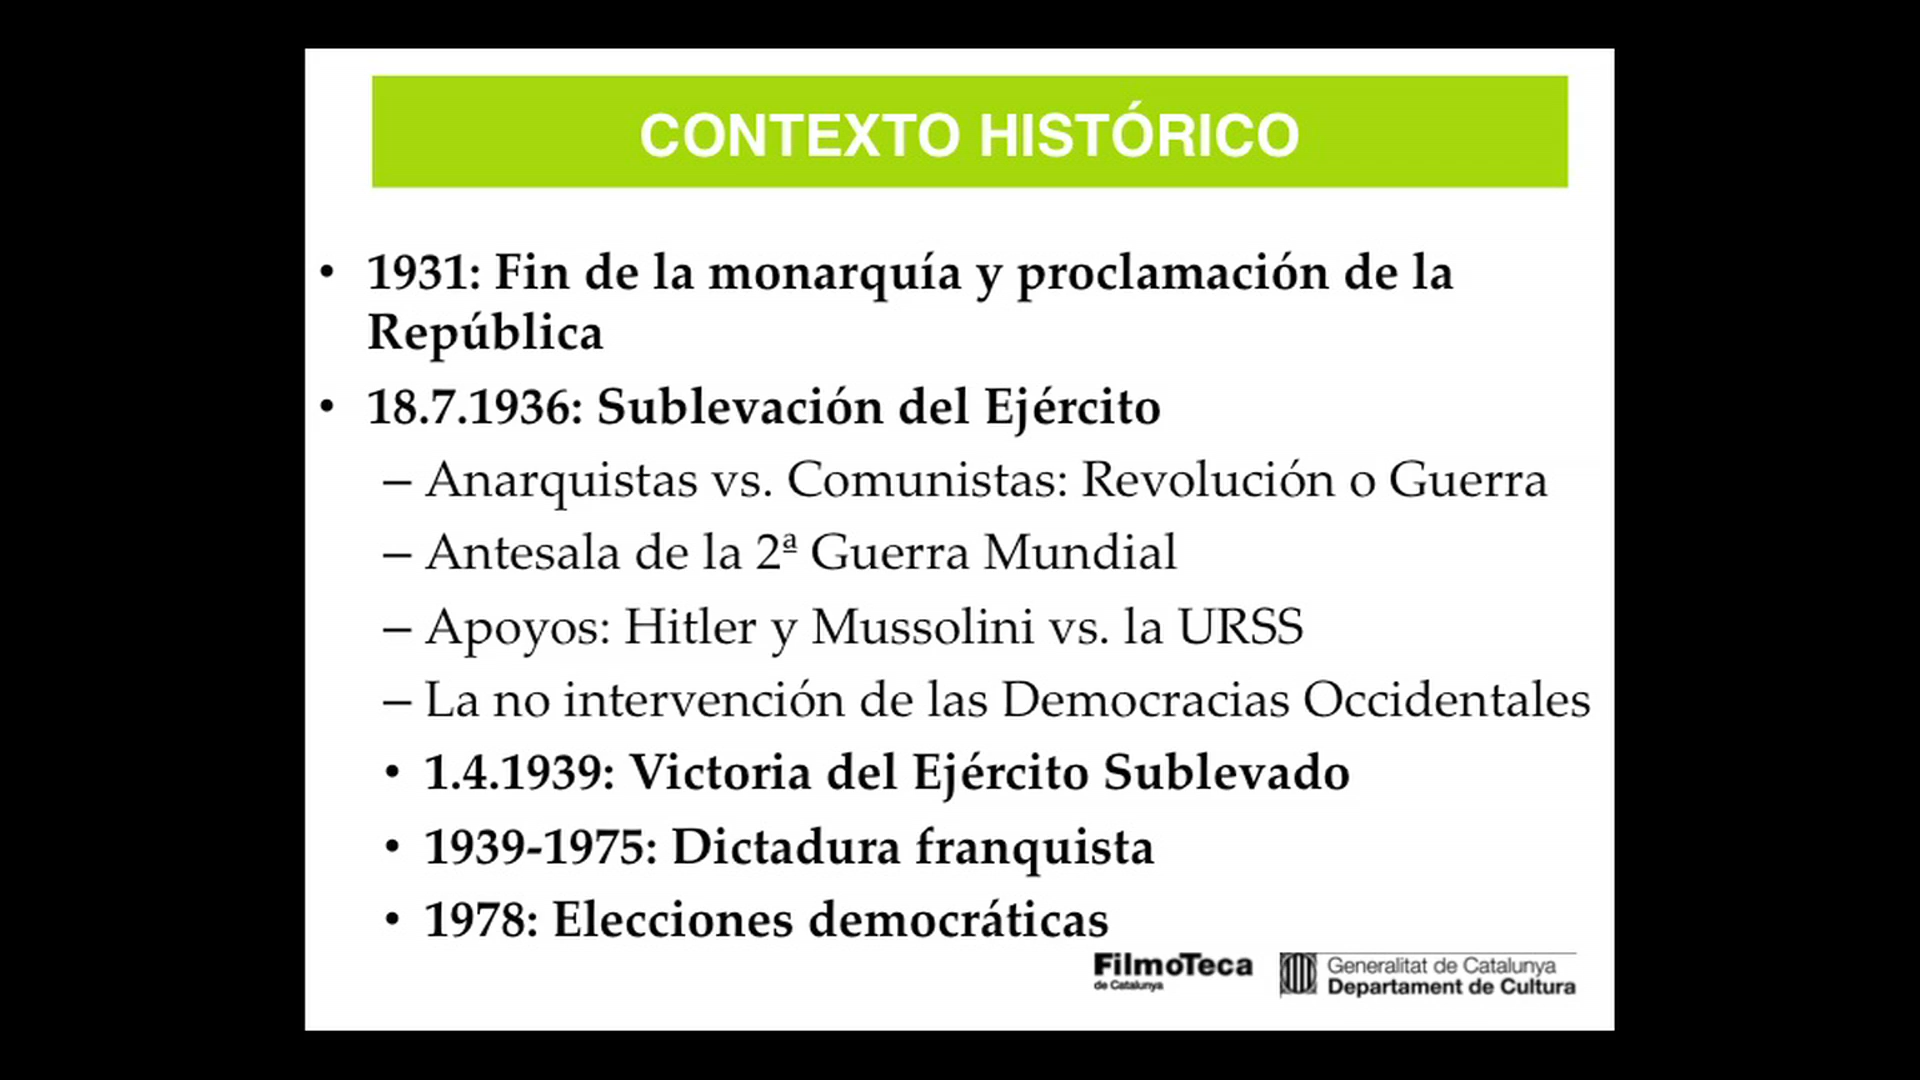 CONTEXTO HISTÓRICO
• 1931: Fin de la monarquía y proclamación de la
República
• 18.7.1936: Sublevación del Ejército
– Anarquistas vs. Comunistas: Revolución o Guerra
– Antesala de la 2ª Guerra Mundial
– Apoyos: Hitler y Mussolini vs. la URSS
– La no intervención de las Democracias Occidentales
• 1.4.1939: Victoria del Ejército Sublevado
• 1939-1975: Dictadura franquista
• 1978: Elecciones democráticas
FilmoTeca
de Catalunya
Generalitat de Catalunya
Departament de Cultura